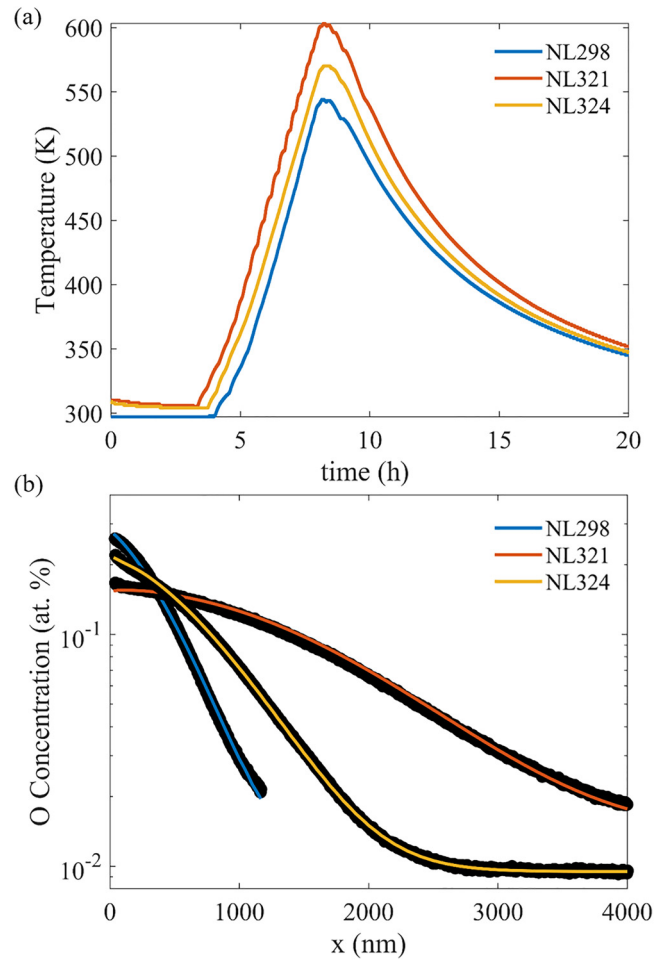 (a)
600
550
500
450
400
350
300
Temperature (K)
NL298
NL321
NL324
0
5
10
15
20
time (h)
(b)
10⁻¹
10⁻²
O Concentration (at. %)
NL298
NL321
NL324
0
1000
2000
3000
4000
x (nm)